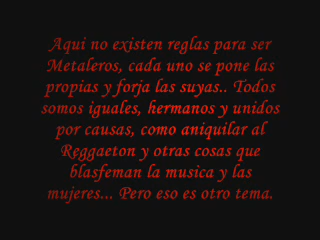 Aqui no existen reglas para ser
Metaleros, cada uno se pone las
propias y forja las suyas.. Todos
somos iguales, hermanos y unidos
por causas, como aniquilar al
Reggaeton y otras cosas que
blasfeman la musica y las
mujeres... Pero eso es otro tema.